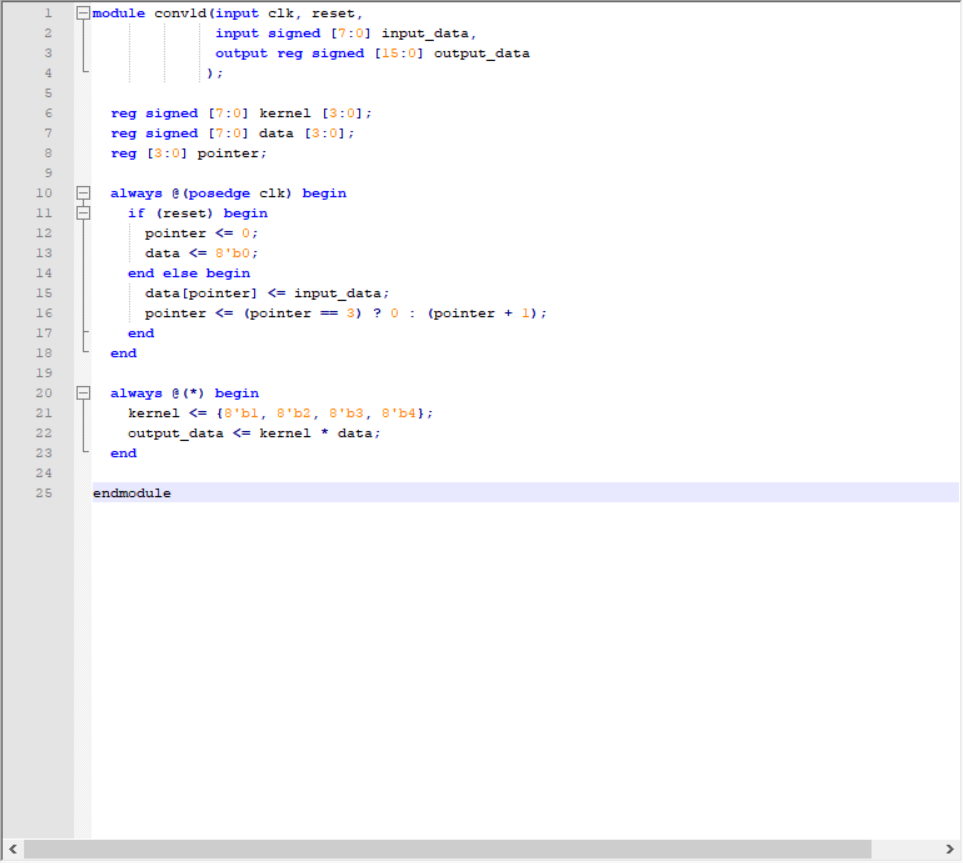 1 module conv1d(input clk, reset,
2 input signed [7:0] input_data,
3 output reg signed [15:0] output_data
4 );
5
6 reg signed [7:0] kernel [3:0];
7 reg signed [7:0] data [3:0];
8 reg [3:0] pointer;
9
10 always @(posedge clk) begin
11 if (reset) begin
12 pointer <= 0;
13 data <= 8'b0;
14 end else begin
15 data[pointer] <= input_data;
16 pointer <= (pointer == 3) ? 0 : (pointer + 1);
17 end
18 end
19
20 always @(*) begin
21 kernel <= {8'b1, 8'b2, 8'b3, 8'b4};
22 output_data <= kernel * data;
23 end
24
25 endmodule